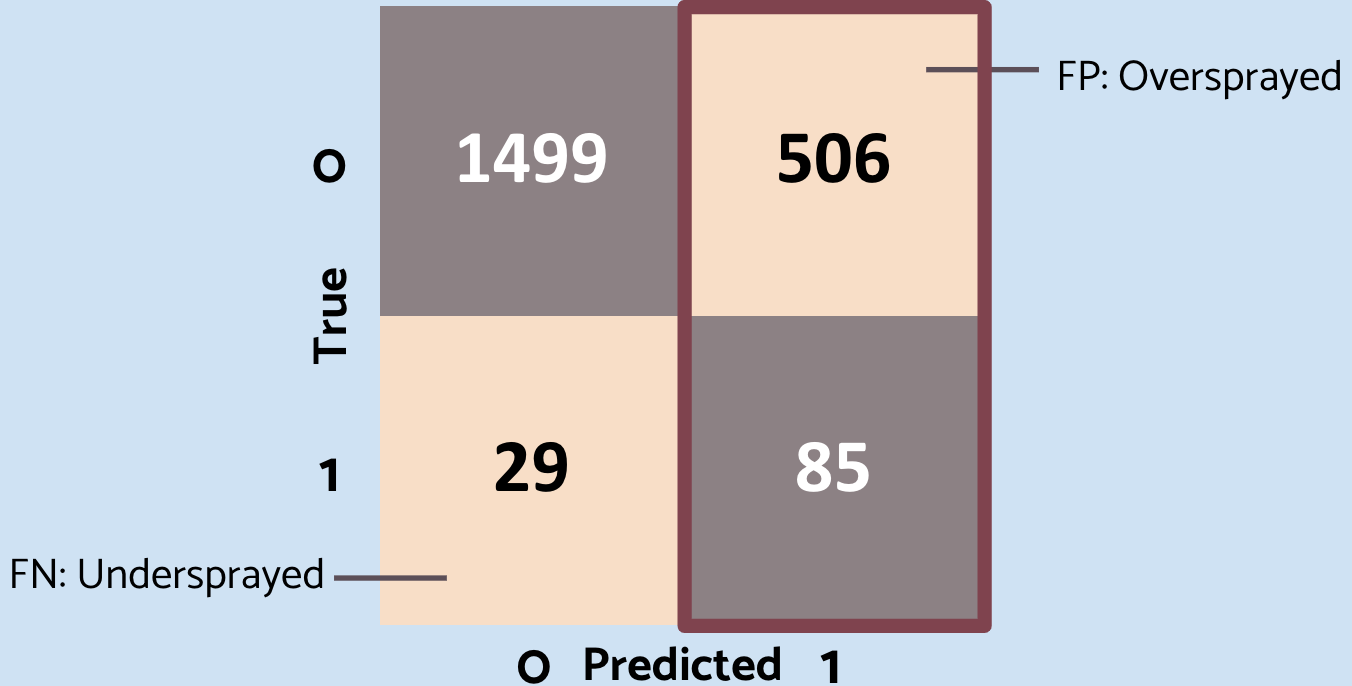 FP: Oversprayed
0 1499 506
True
1 29 85
FN: Undersprayed
0 Predicted 1